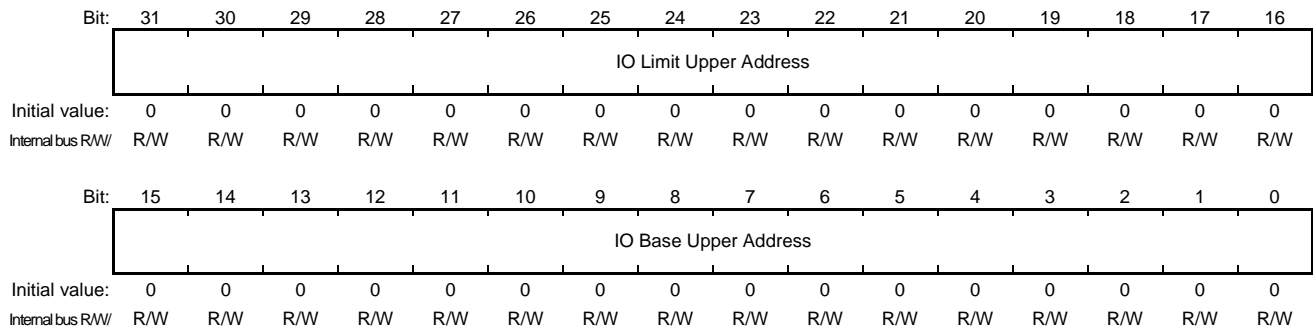 Bit: 31 30 29 28 27 26 25 24 23 22 21 20 19 18 17 16
IO Limit Upper Address
Initial value: 0 0 0 0 0 0 0 0 0 0 0 0 0 0 0 0
Internal bus R/W/ R/W R/W R/W R/W R/W R/W R/W R/W R/W R/W R/W R/W R/W R/W R/W R/W
Bit: 15 14 13 12 11 10 9 8 7 6 5 4 3 2 1 0
IO Base Upper Address
Initial value: 0 0 0 0 0 0 0 0 0 0 0 0 0 0 0 0
Internal bus R/W/ R/W R/W R/W R/W R/W R/W R/W R/W R/W R/W R/W R/W R/W R/W R/W R/W